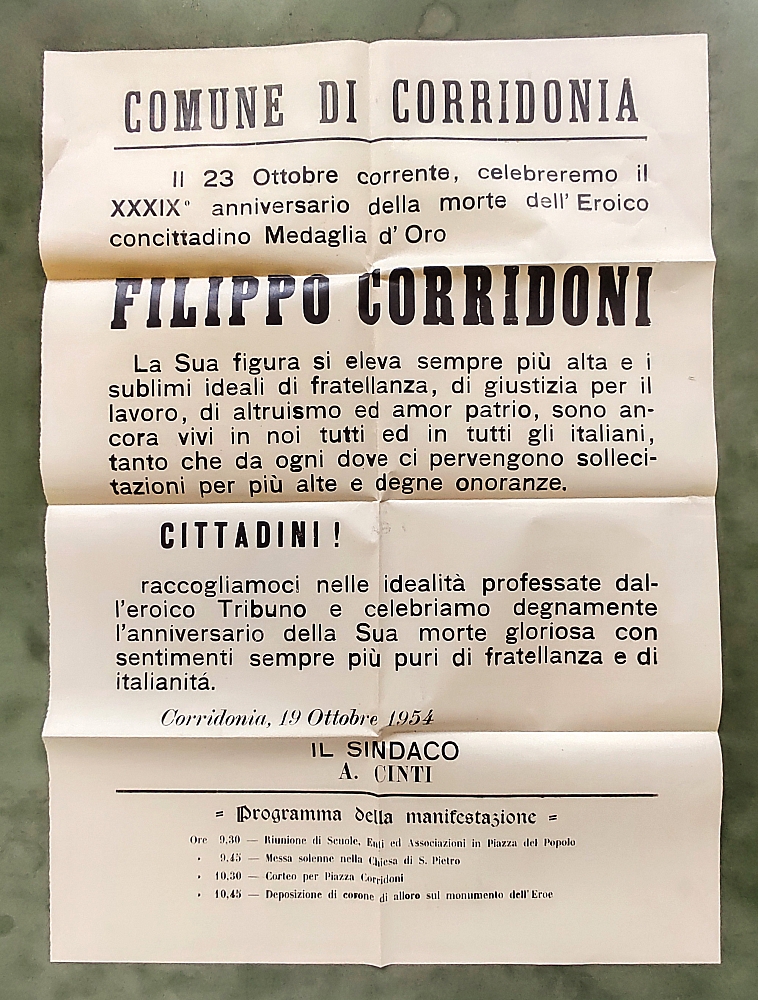 COMUNE DI CORRIDONIA
Il 23 Ottobre corrente, celebreremo il
XXXIX° anniversario della morte dell'Eroico
concittadino Medaglia d'Oro
FILIPPO CORRIDONI
La Sua figura si eleva sempre più alta e i
sublimi ideali di fratellanza, di giustizia per il
lavoro, di altruismo ed amor patrio, sono an-
cora vivi in noi tutti ed in tutti gli italiani,
tanto che da ogni dove ci pervengono solleci-
tazioni per più alte e degne onoranze.
CITTADINI!
raccogliamoci nelle idealità professate dal-
l'eroico Tribuno e celebriamo degnamente
l'anniversario della Sua morte gloriosa con
sentimenti sempre più puri di fratellanza e di
italianitá.
Corridonia, 19 Ottobre 1954
IL SINDACO
A. CINTI
= Programma della manifestazione =
Ore 9,30 — Riunione di Scuole, Enti ed Associazioni in Piazza del Popolo
» 9,45 — Messa solenne nella Chiesa di S. Pietro
» 10,30 — Corteo per Piazza Corridoni
» 10,45 — Deposizione di corone di alloro sul monumento dell'Eroe